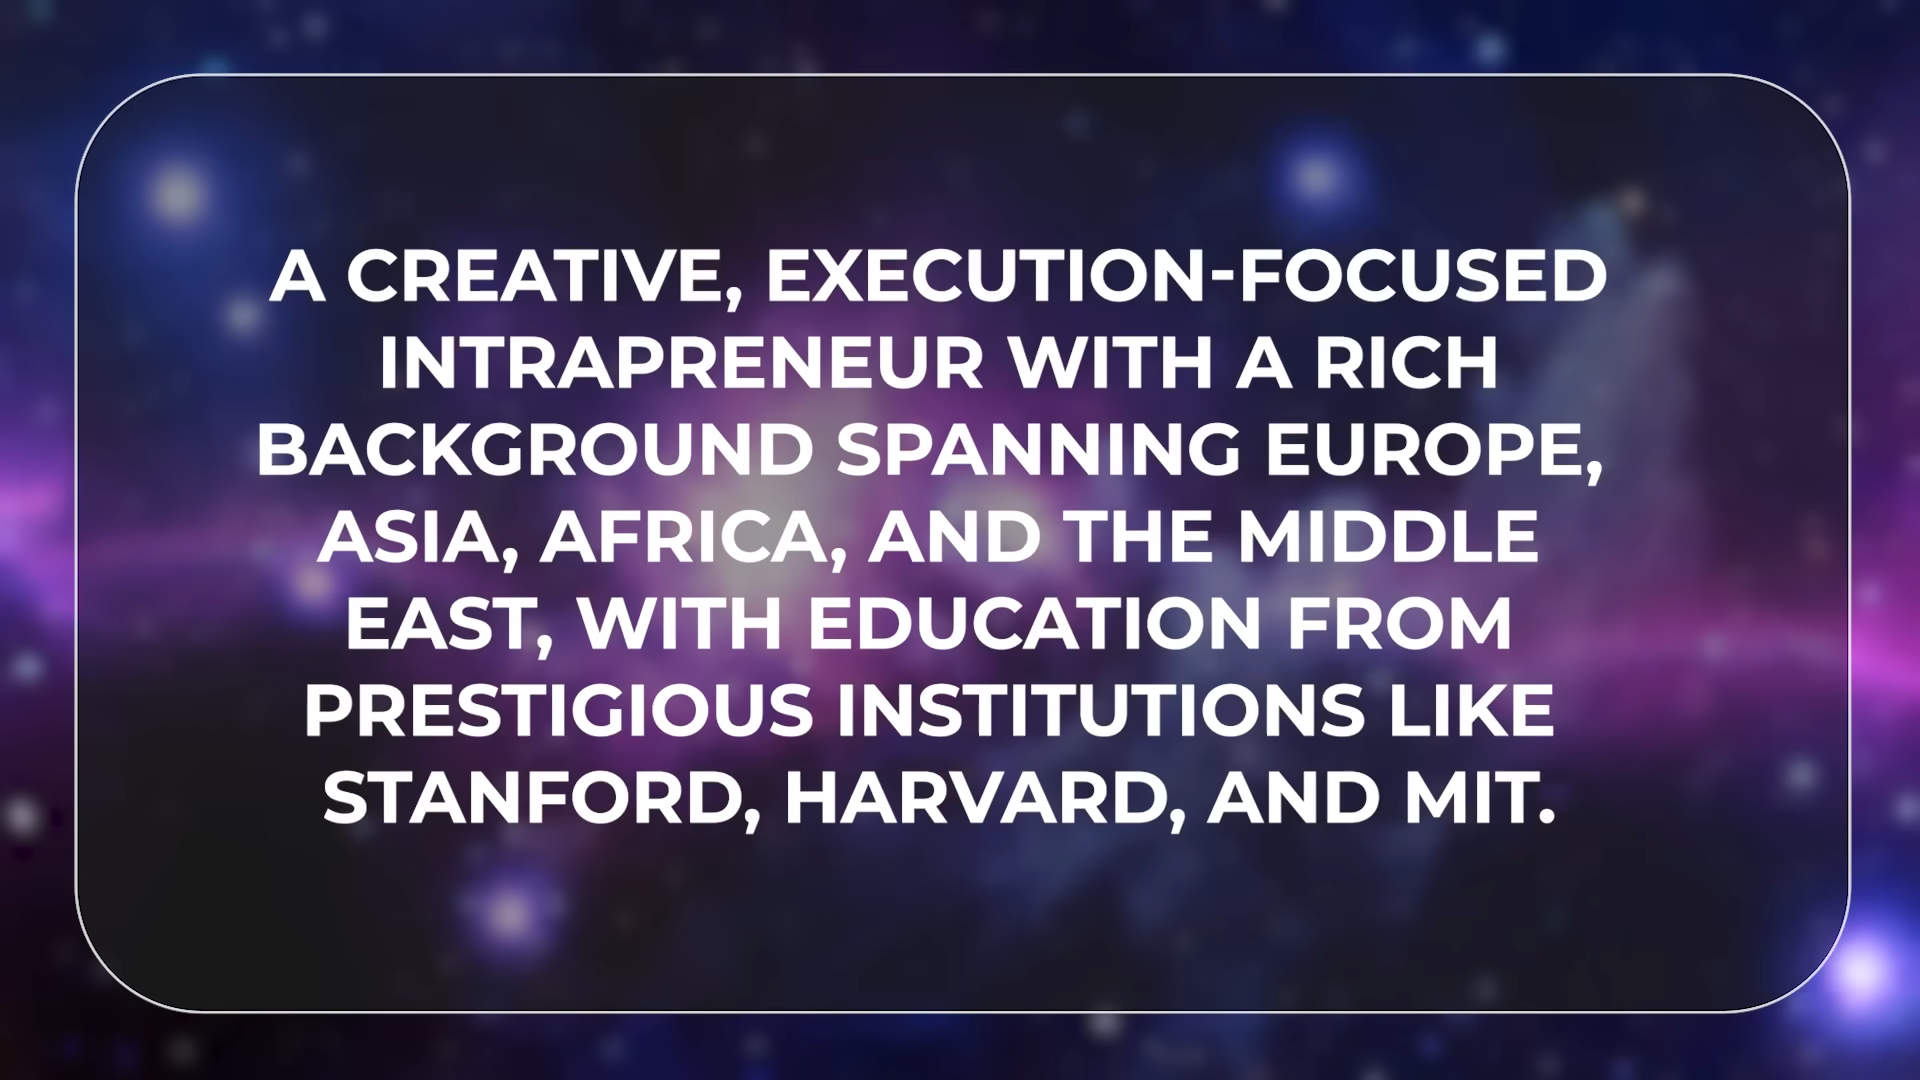 A CREATIVE, EXECUTION-FOCUSED
INTRAPRENEUR WITH A RICH
BACKGROUND SPANNING EUROPE,
ASIA, AFRICA, AND THE MIDDLE
EAST, WITH EDUCATION FROM
PRESTIGIOUS INSTITUTIONS LIKE
STANFORD, HARVARD, AND MIT.